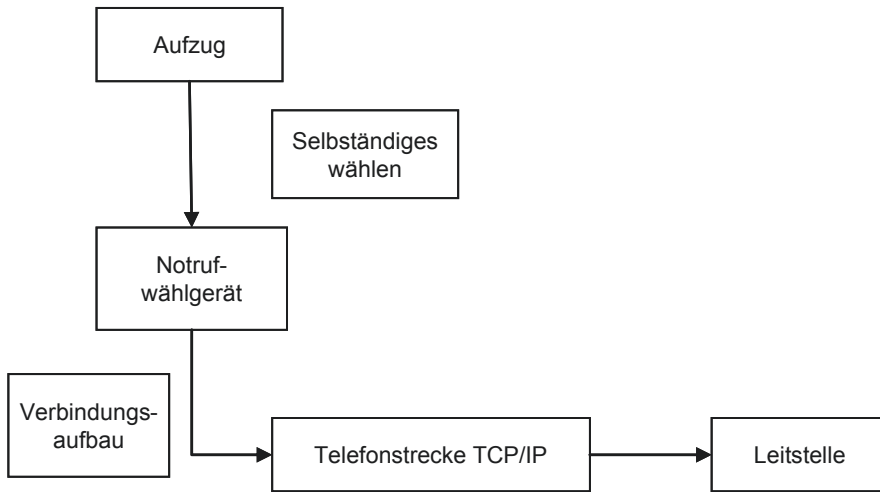 Aufzug
Selbständiges
wählen
Notruf-
wählgerät
Verbindungs-
aufbau
Telefonstrecke TCP/IP
Leitstelle